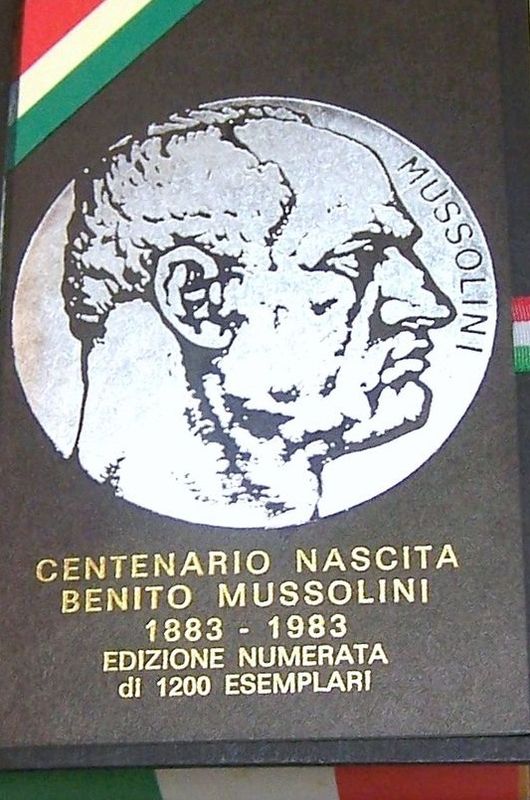 MUSSOLINI
CENTENARIO NASCITA
BENITO MUSSOLINI
1883 - 1983
EDIZIONE NUMERATA
di 1200 ESEMPLARI